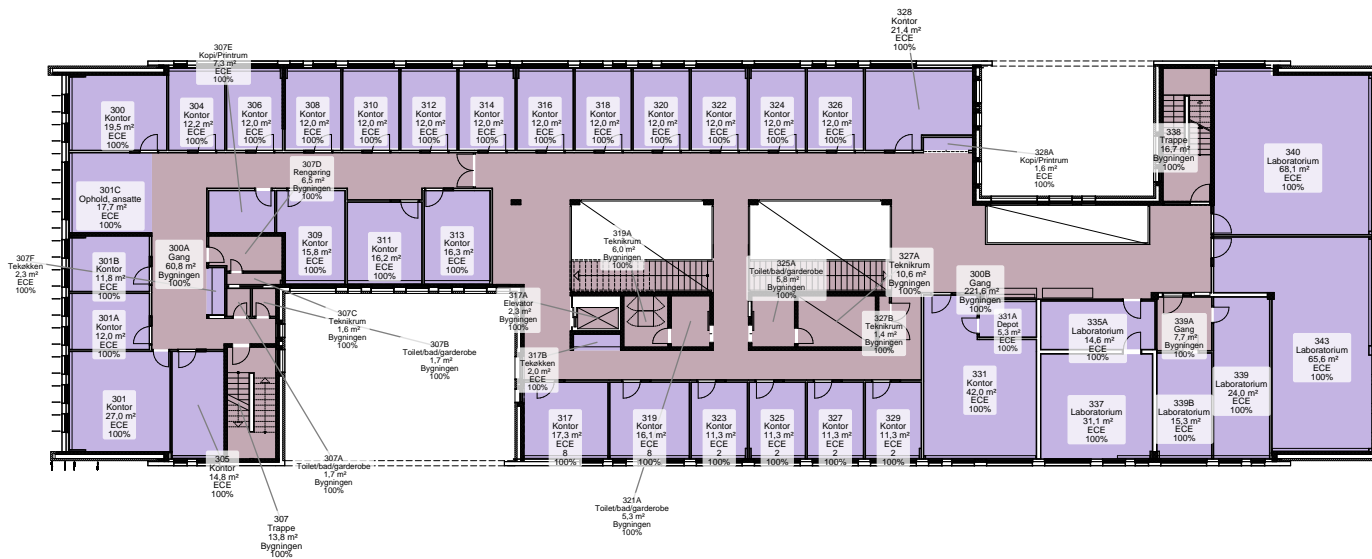 328
Kontor
21,4 m²
ECE
100%
307E
Kopi/Printrum
7,3 m²
ECE
100%
300
Kontor
19,5 m²
ECE
100%
304
Kontor
12,2 m²
ECE
100%
306
Kontor
12,0 m²
ECE
100%
308
Kontor
12,0 m²
ECE
100%
310
Kontor
12,0 m²
ECE
100%
312
Kontor
12,0 m²
ECE
100%
314
Kontor
12,0 m²
ECE
100%
316
Kontor
12,0 m²
ECE
100%
318
Kontor
12,0 m²
ECE
100%
320
Kontor
12,0 m²
ECE
100%
322
Kontor
12,0 m²
ECE
100%
324
Kontor
12,0 m²
ECE
100%
326
Kontor
12,0 m²
ECE
100%
328A
Kopi/Printrum
1,6 m²
ECE
100%
338
Trappe
16,7 m²
Bygningen
100%
340
Laboratorium
68,1 m²
ECE
100%
301C
Ophold, ansatte
17,7 m²
ECE
100%
307D
Rengøring
6,5 m²
Bygningen
100%
309
Kontor
15,8 m²
ECE
100%
311
Kontor
16,2 m²
ECE
100%
313
Kontor
16,3 m²
ECE
100%
300A
Gang
60,8 m²
Bygningen
100%
307F
Tekøkken
2,3 m²
ECE
100%
301B
Kontor
11,8 m²
ECE
100%
301A
Kontor
12,0 m²
ECE
100%
319A
Teknikrum
6,0 m²
Bygningen
100%
325A
Toilet/bad/garderobe
5,8 m²
Bygningen
100%
327A
Teknikrum
10,6 m²
Bygningen
100%
300B
Gang
221,6 m²
Bygningen
100%
317A
Elevator
2,3 m²
Bygningen
100%
307C
Teknikrum
1,6 m²
Bygningen
100%
307B
Toilet/bad/garderobe
1,7 m²
Bygningen
100%
317B
Tekøkken
2,0 m²
ECE
100%
327B
Teknikrum
1,4 m²
Bygningen
100%
331A
Depot
5,3 m²
ECE
100%
335A
Laboratorium
14,6 m²
ECE
100%
339A
Gang
7,7 m²
Bygningen
100%
343
Laboratorium
65,6 m²
ECE
100%
301
Kontor
27,0 m²
ECE
100%
317
Kontor
17,3 m²
ECE
8
100%
319
Kontor
16,1 m²
ECE
8
100%
323
Kontor
11,3 m²
ECE
2
100%
325
Kontor
11,3 m²
ECE
2
100%
327
Kontor
11,3 m²
ECE
2
100%
329
Kontor
11,3 m²
ECE
2
100%
331
Kontor
42,0 m²
ECE
100%
337
Laboratorium
31,1 m²
ECE
100%
339B
Laboratorium
15,3 m²
ECE
100%
339
Laboratorium
24,0 m²
ECE
100%
305
Kontor
14,8 m²
ECE
100%
307A
Toilet/bad/garderobe
1,7 m²
Bygningen
100%
321A
Toilet/bad/garderobe
5,3 m²
Bygningen
100%
307
Trappe
13,8 m²
Bygningen
100%